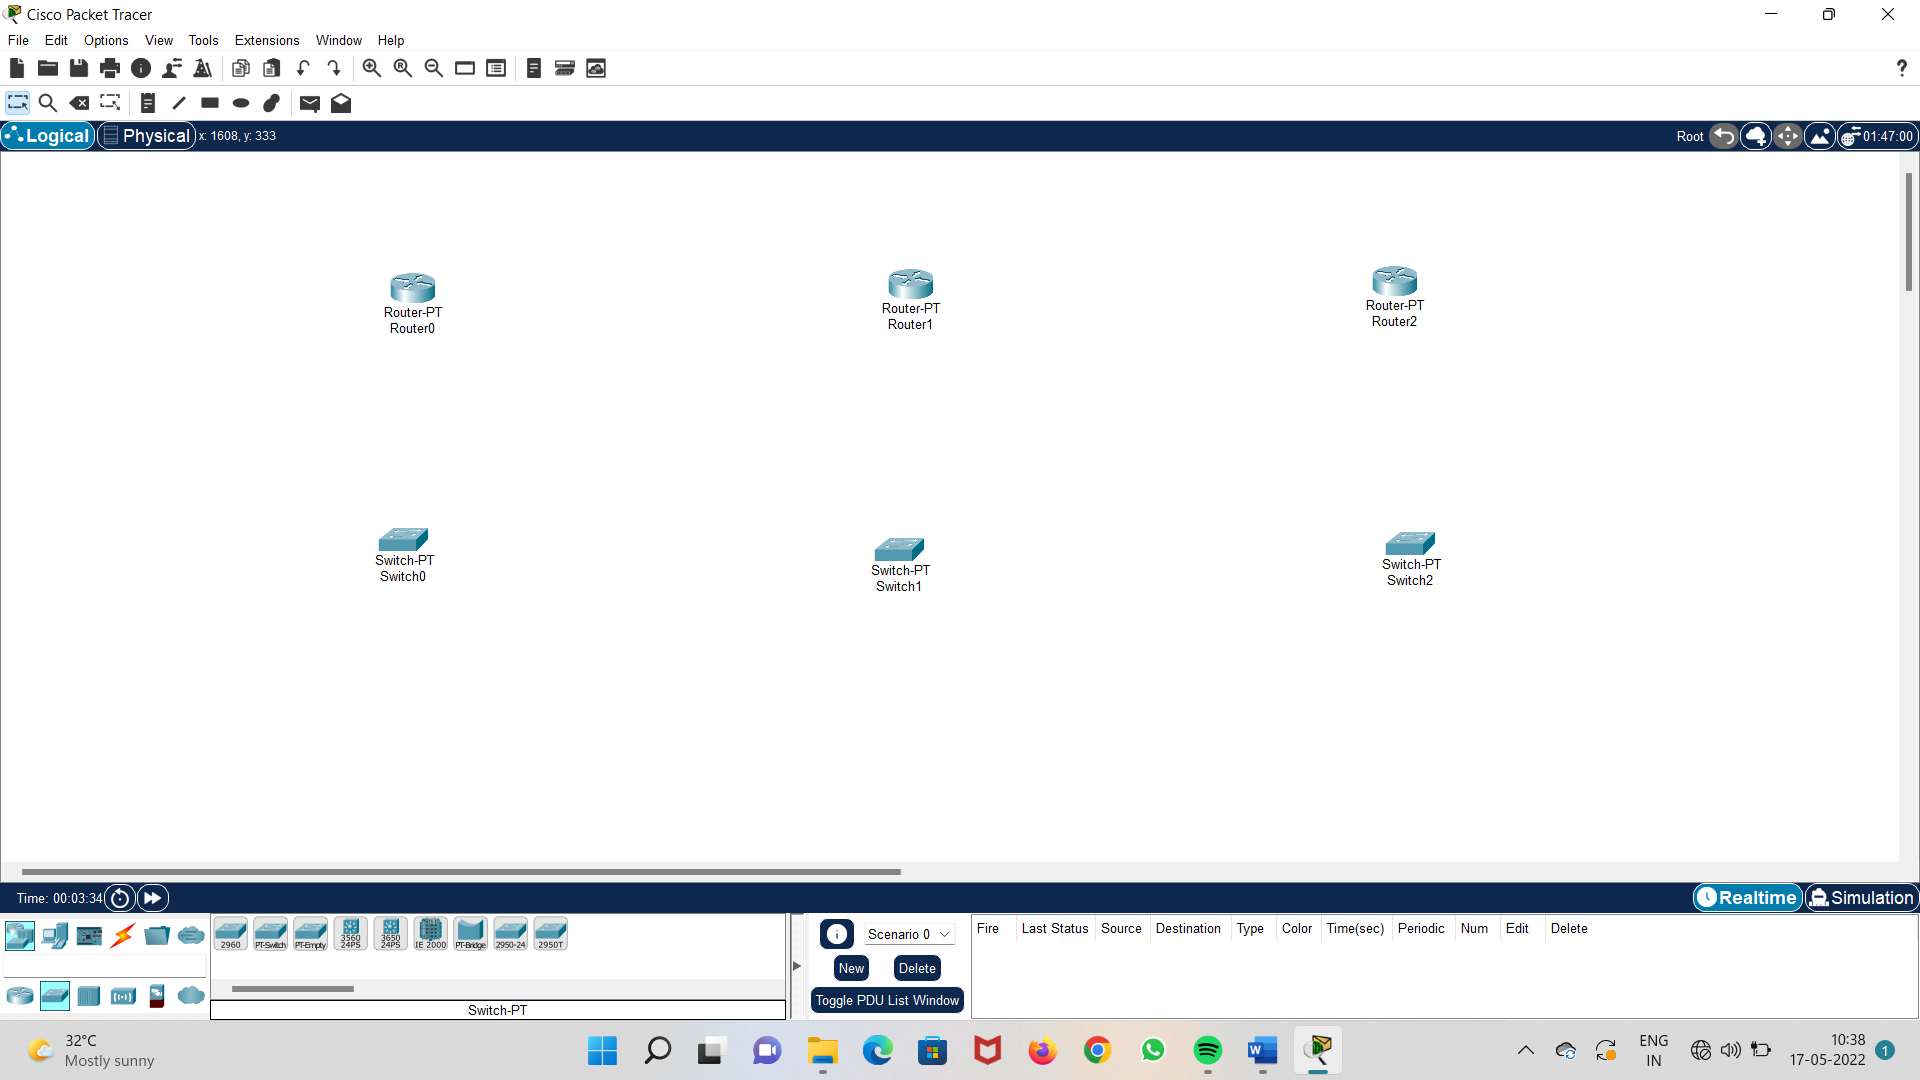 Cisco Packet Tracer
File Edit Options View Tools Extensions Window Help
?
Logical Physical x: 1608, y: 333 Root 01:47:00
Router-PT
Router0
Router-PT
Router1
Router-PT
Router2
Switch-PT
Switch0
Switch-PT
Switch1
Switch-PT
Switch2
Time: 00:03:34 Realtime Simulation
2960 PT-Switch PT-Empty 3560 24PS 3650 24PS IE 2000 PT-Bridge 2950-24 2950T
Switch-PT
Scenario 0
New Delete
Toggle PDU List Window
Fire Last Status Source Destination Type Color Time(sec) Periodic Num Edit Delete
32°C
Mostly sunny
ENG
IN
10:38
17-05-2022
1